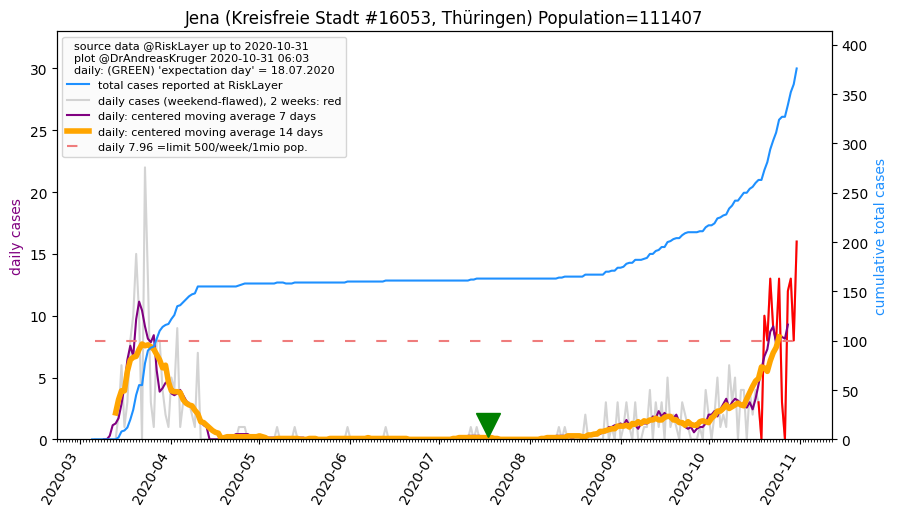 Jena (Kreisfreie Stadt #16053, Thüringen) Population=111407
source data @RiskLayer up to 2020-10-31
plot @DrAndreasKruger 2020-10-31 06:03
daily: (GREEN) 'expectation day' = 18.07.2020
total cases reported at RiskLayer
daily cases (weekend-flawed), 2 weeks: red
daily: centered moving average 7 days
daily: centered moving average 14 days
daily 7.96 =limit 500/week/1mio pop.
daily cases
30
25
20
15
10
5
0
cumulative total cases
400
350
300
250
200
150
100
50
0
2020-03
2020-04
2020-05
2020-06
2020-07
2020-08
2020-09
2020-10
2020-11